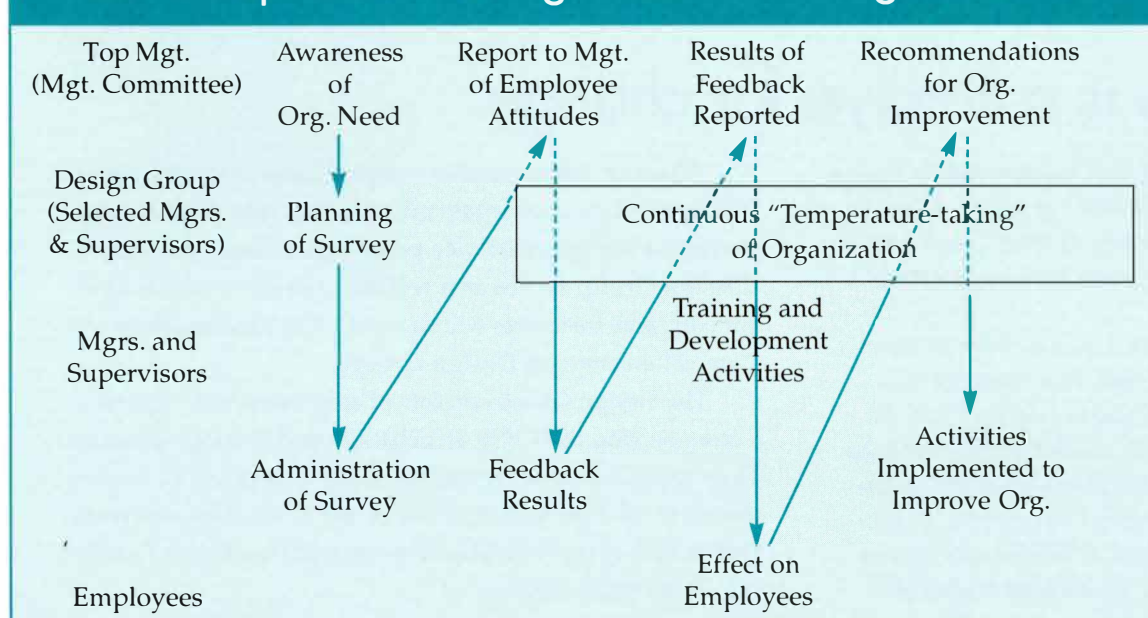 Top Mgt.
(Mgt. Committee)
Awareness
of
Org. Need
Report to Mgt.
of Employee
Attitudes
Results of
Feedback
Reported
Recommendations
for Org.
Improvement
Design Group
(Selected Mgrs.
& Supervisors)
Planning
of Survey
Continuous “Temperature-taking”
of Organization
Mgrs. and
Supervisors
Training and
Development
Activities
Administration
of Survey
Feedback
Results
Activities
Implemented to
Improve Org.
Employees
Effect on
Employees